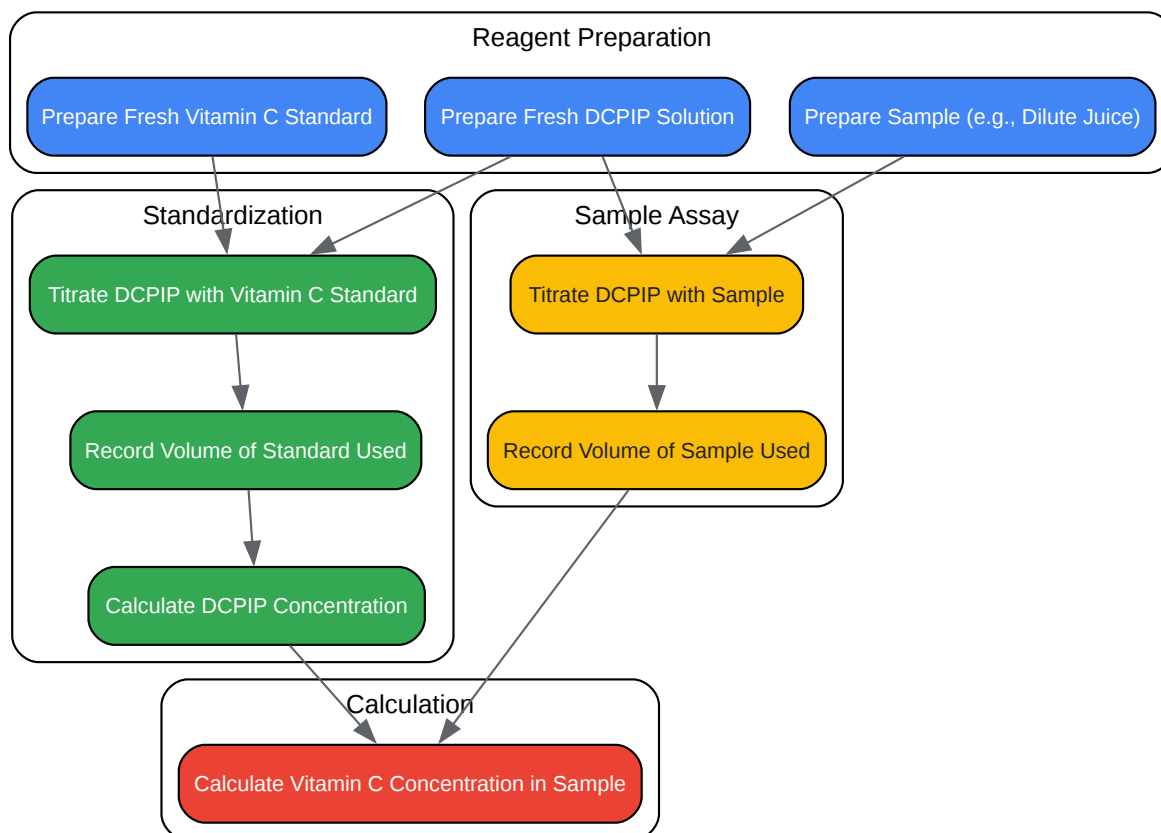 Reagent Preparation
Prepare Fresh Vitamin C Standard
Prepare Fresh DCPIP Solution
Prepare Sample (e.g., Dilute Juice)
Standardization
Sample Assay
Titrate DCPIP with Vitamin C Standard
Titrate DCPIP with Sample
Record Volume of Standard Used
Record Volume of Sample Used
Calculate DCPIP Concentration
Calculation
Calculate Vitamin C Concentration in Sample